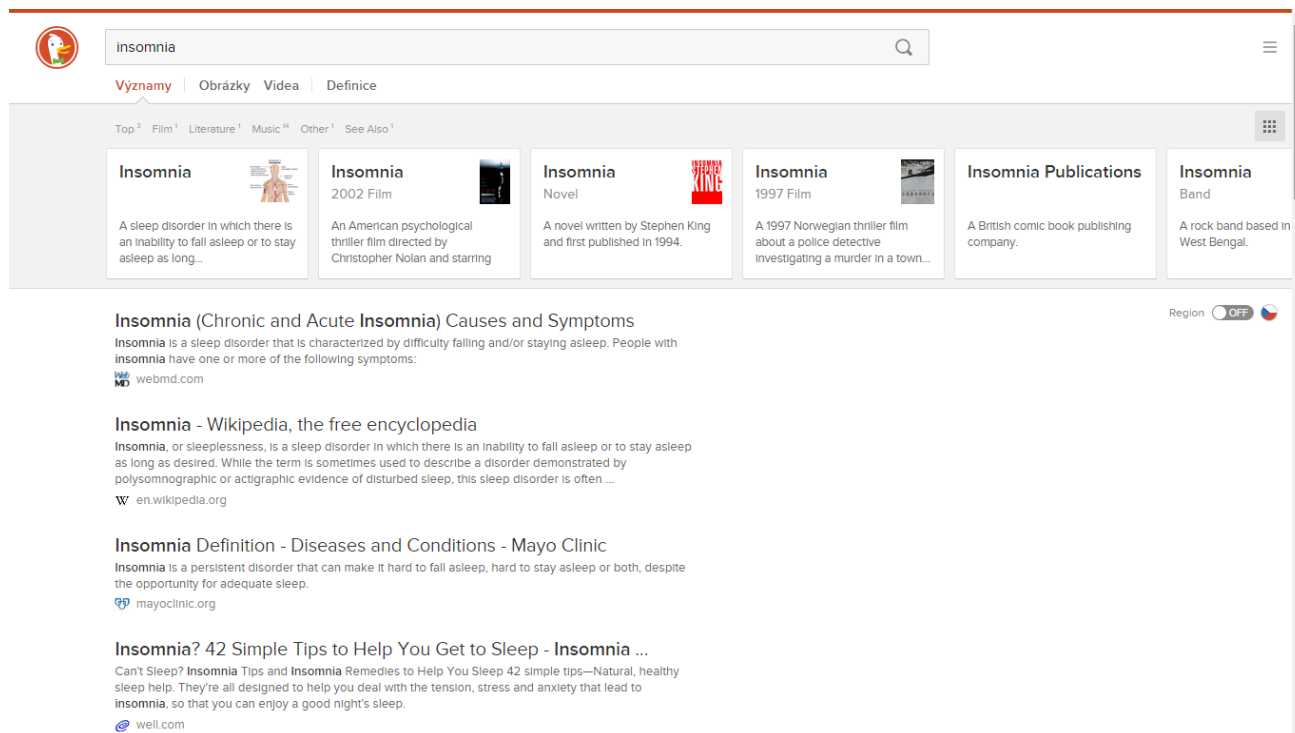 insomnia
Významy Obrázky Videa Definice
Top 3 Film 1 Literature 1 Music 14 Other 1 See Also 1
Insomnia
A sleep disorder in which there is
an inability to fall asleep or to stay
asleep as long...
Insomnia
2002 Film
An American psychological
thriller film directed by
Christopher Nolan and starring
Insomnia
Novel
A novel written by Stephen King
and first published in 1994.
INSOMNIA
STEPHEN
KING
Insomnia
1997 Film
A 1997 Norwegian thriller film
about a police detective
investigating a murder in a town...
Insomnia Publications
A British comic book publishing
company.
Insomnia
Band
A rock band based in
West Bengal.
Region OFF
Insomnia (Chronic and Acute Insomnia) Causes and Symptoms
Insomnia is a sleep disorder that is characterized by difficulty falling and/or staying asleep. People with
insomnia have one or more of the following symptoms:
Web MD webmd.com
Insomnia - Wikipedia, the free encyclopedia
Insomnia, or sleeplessness, is a sleep disorder in which there is an inability to fall asleep or to stay asleep
as long as desired. While the term is sometimes used to describe a disorder demonstrated by
polysomnographic or actigraphic evidence of disturbed sleep, this sleep disorder is often ...
W en.wikipedia.org
Insomnia Definition - Diseases and Conditions - Mayo Clinic
Insomnia is a persistent disorder that can make it hard to fall asleep, hard to stay asleep or both, despite
the opportunity for adequate sleep.
mayoclinic.org
Insomnia? 42 Simple Tips to Help You Get to Sleep - Insomnia ...
Can't Sleep? Insomnia Tips and Insomnia Remedies to Help You Sleep 42 simple tips—Natural, healthy
sleep help. They're all designed to help you deal with the tension, stress and anxiety that lead to
insomnia, so that you can enjoy a good night's sleep.
well.com